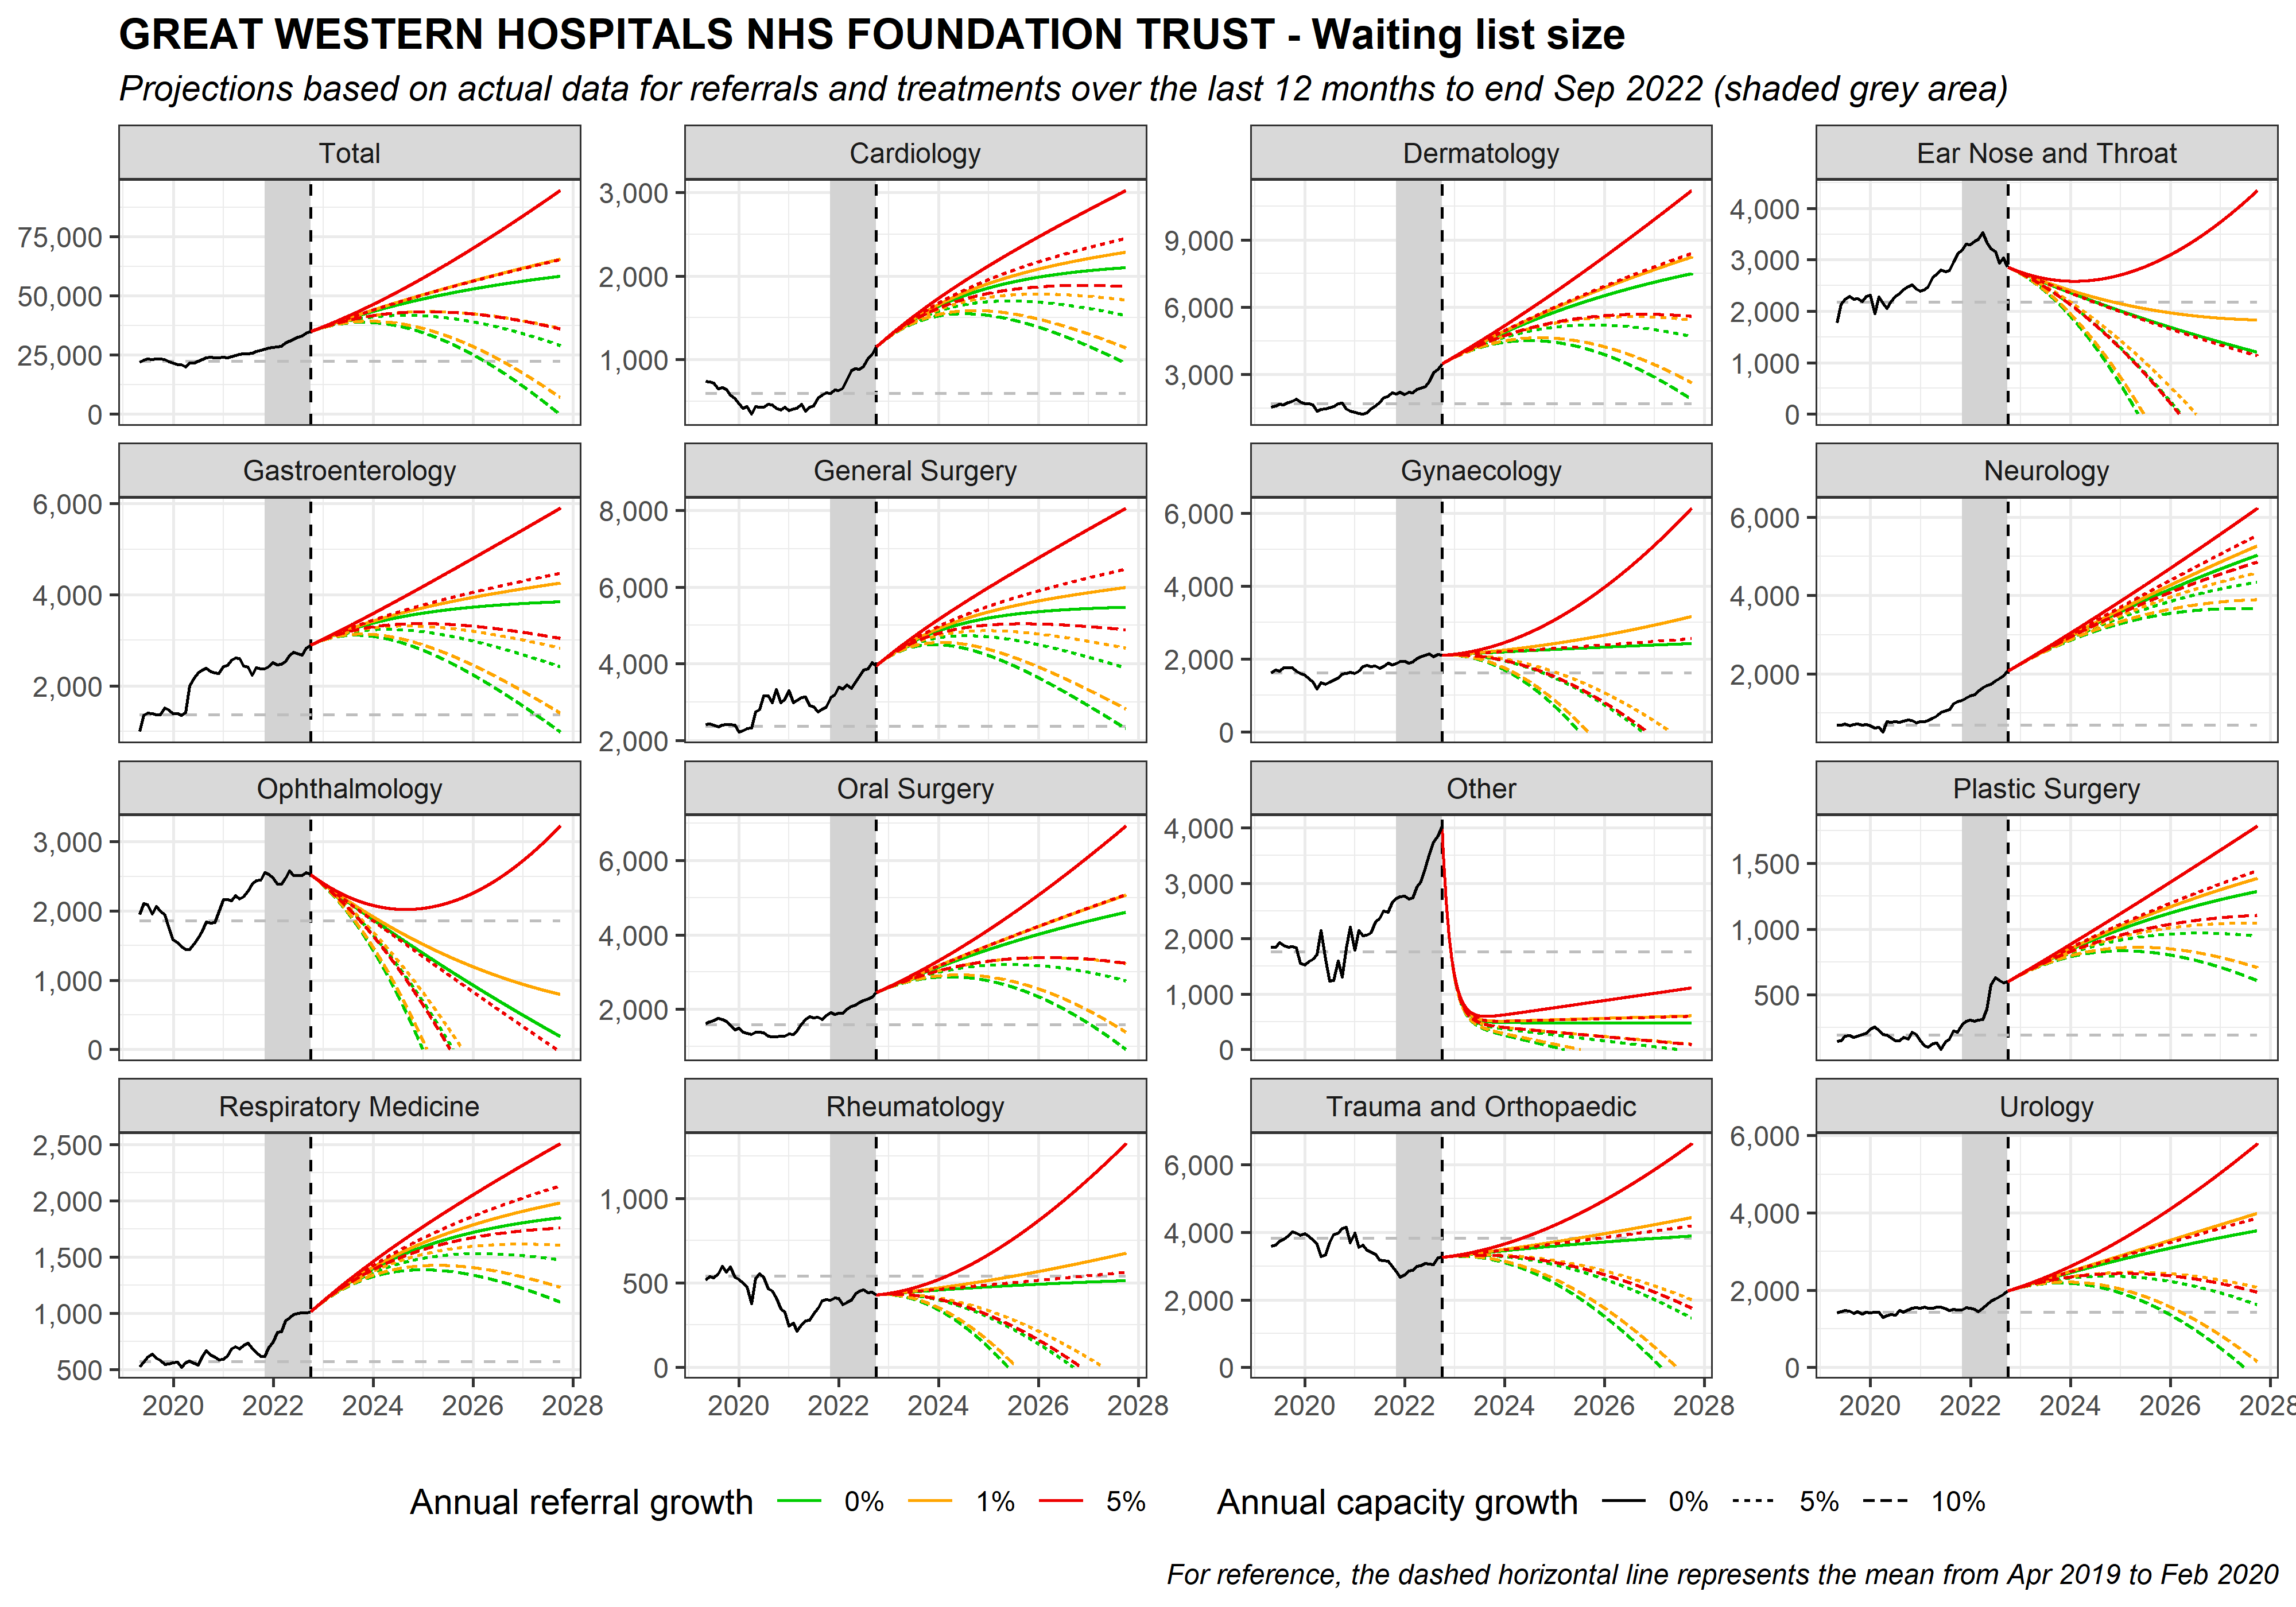 GREAT WESTERN HOSPITALS NHS FOUNDATION TRUST - Waiting list size
Projections based on actual data for referrals and treatments over the last 12 months to end Sep 2022 (shaded grey area)
Total
Cardiology
Dermatology
Ear Nose and Throat
75,000
50,000
25,000
0
3,000
2,000
1,000
9,000
6,000
3,000
4,000
3,000
2,000
1,000
0
Gastroenterology
General Surgery
Gynaecology
Neurology
6,000
4,000
2,000
8,000
6,000
4,000
2,000
6,000
4,000
2,000
0
6,000
4,000
2,000
Ophthalmology
Oral Surgery
Other
Plastic Surgery
3,000
2,000
1,000
0
6,000
4,000
2,000
4,000
3,000
2,000
1,000
0
1,500
1,000
500
Respiratory Medicine
Rheumatology
Trauma and Orthopaedic
Urology
2,500
2,000
1,500
1,000
500
1,000
500
0
6,000
4,000
2,000
0
6,000
4,000
2,000
0
2020 2022 2024 2026 2028
2020 2022 2024 2026 2028
2020 2022 2024 2026 2028
2020 2022 2024 2026 2028
Annual referral growth 0% 1% 5%
Annual capacity growth 0% 5% 10%
For reference, the dashed horizontal line represents the mean from Apr 2019 to Feb 2020